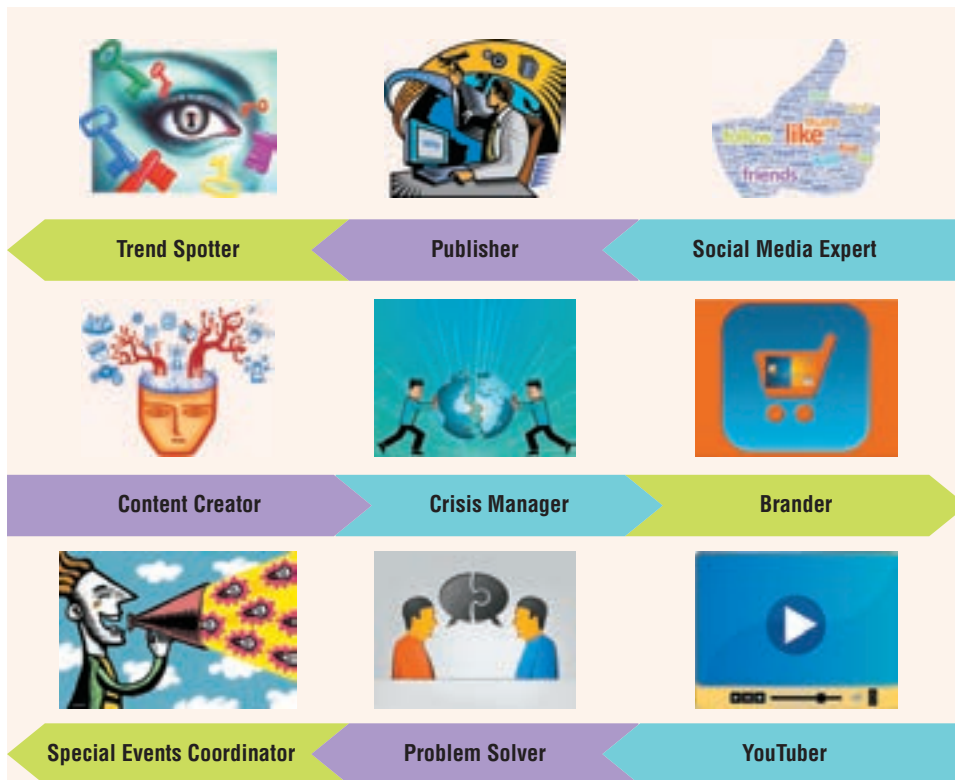 follow like
friends
Trend Spotter
Publisher
Social Media Expert
Content Creator
Crisis Manager
Brander
Special Events Coordinator
Problem Solver
YouTuber